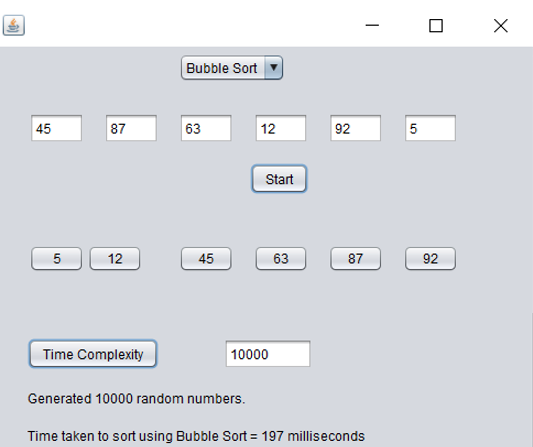 Bubble Sort
45 87 63 12 92 5
Start
5 12 45 63 87 92
Time Complexity 10000
Generated 10000 random numbers.
Time taken to sort using Bubble Sort = 197 milliseconds